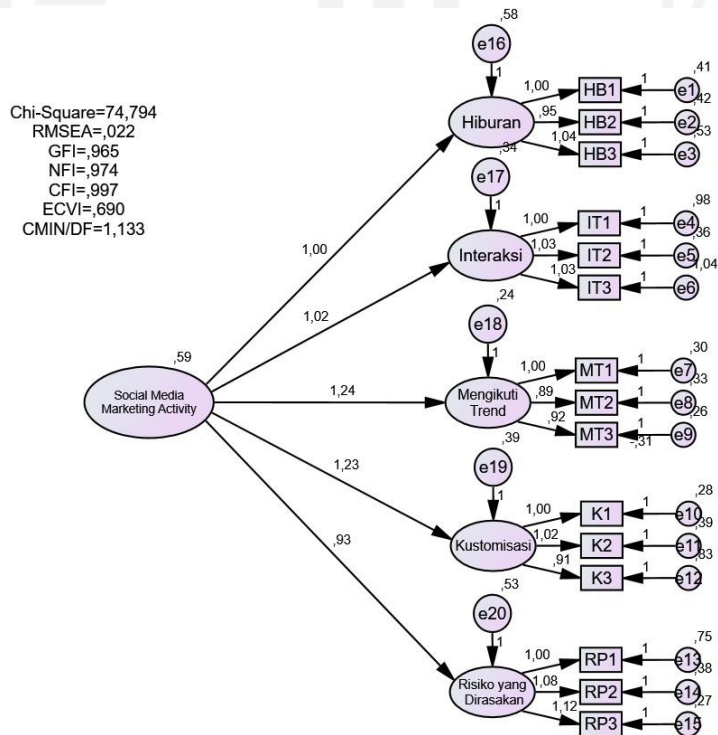 Chi-Square=74,794
RMSEA=,022
GFI=,965
NFI=,974
CFI=,997
ECVI=,690
CMIN/DF=1,133
,59
Social Media
Marketing Activity
1,00
1,02
1,24
1,23
,93
,58
e16
1
Hiburan
1,00
HB1
1
e1
,41
,95
HB2
1
e2
,42
1,04
HB3
1
e3
,53
,34
e17
1
Interaksi
1,00
IT1
1
e4
,98
1,03
IT2
1
e5
,36
1,03
IT3
1
e6
1,04
,24
e18
1
Mengikuti
Trend
1,00
MT1
1
e7
,30
,89
MT2
1
e8
,33
,92
MT3
1
e9
,26
-,31
,39
e19
1
Kustomisasi
1,00
K1
1
e10
,28
1,02
K2
1
e11
,39
,91
K3
1
e12
,53
e20
1
Risiko yang
Dirasakan
1,00
RP1
1
e13
,75
1,08
RP2
1
e14
,38
1,12
RP3
1
e15
,27